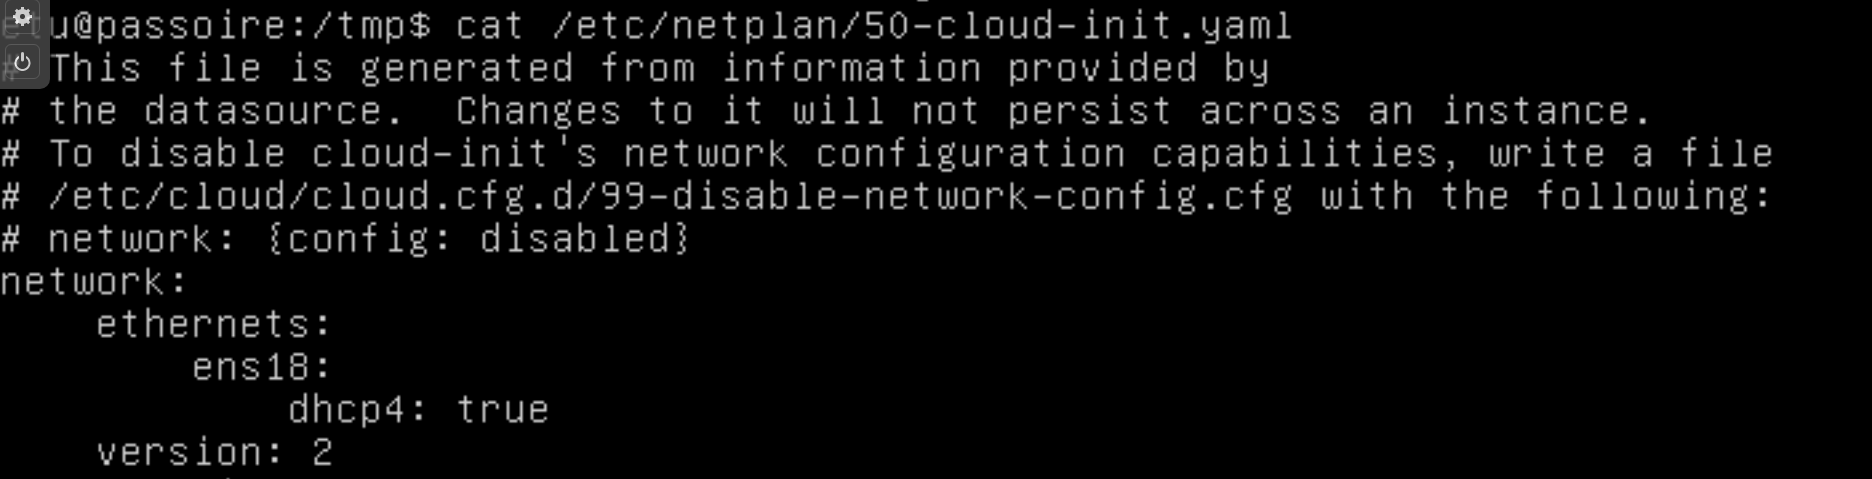 u@passoire:/tmp$ cat /etc/netplan/50-cloud-init.yaml
# This file is generated from information provided by
# the datasource.  Changes to it will not persist across an instance.
# To disable cloud-init's network configuration capabilities, write a file
# /etc/cloud/cloud.cfg.d/99-disable-network-config.cfg with the following:
# network: {config: disabled}
network:
    ethernets:
        ens18:
            dhcp4: true
    version: 2